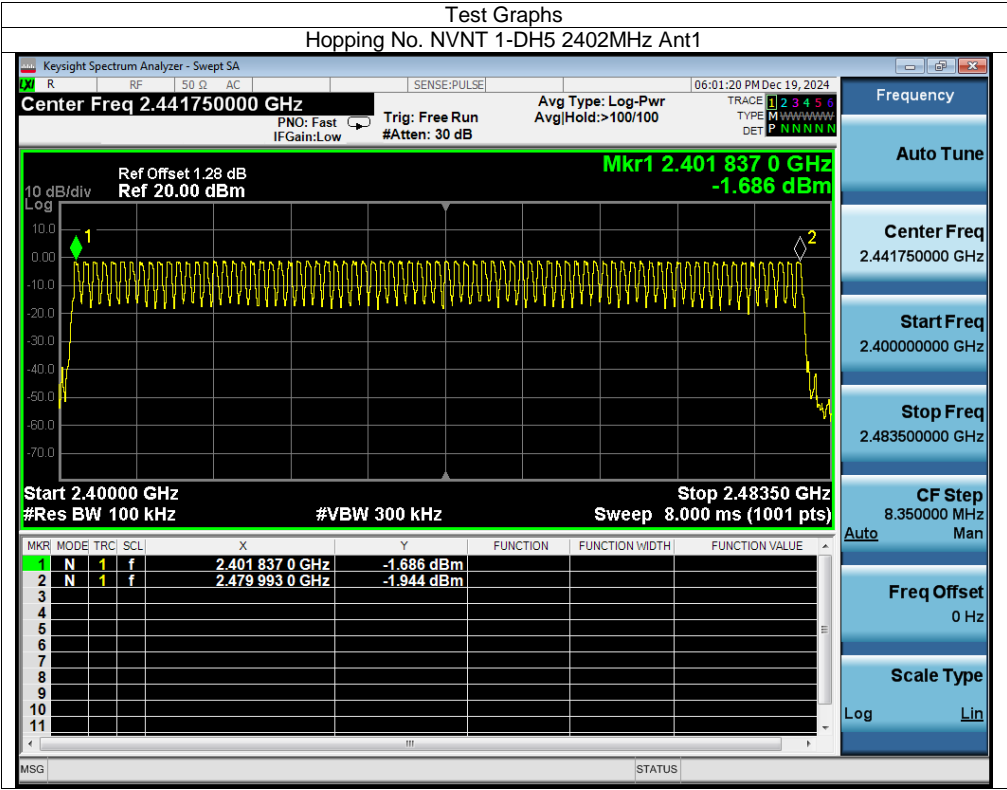 Test Graphs
Hopping No. NVNT 1-DH5 2402MHz Ant1
Keysight Spectrum Analyzer - Swept SA
LXI R RF 50 Ω AC SENSE:PULSE 06:01:20 PM Dec 19, 2024
Center Freq 2.441750000 GHz
PNO: Fast
IFGain:Low
Trig: Free Run
#Atten: 30 dB
Avg Type: Log-Pwr
Avg|Hold:>100/100
TRACE 1 2 3 4 5 6
TYPE M WWWWW
DET P N N N N N
Mkr1 2.401 837 0 GHz
-1.686 dBm
Ref Offset 1.28 dB
10 dB/div Ref 20.00 dBm
Log
10.0
0.00
-10.0
-20.0
-30.0
-40.0
-50.0
-60.0
-70.0
1
2
Start 2.40000 GHz Stop 2.48350 GHz
#Res BW 100 kHz #VBW 300 kHz Sweep 8.000 ms (1001 pts)
MKR MODE TRC SCL X Y FUNCTION FUNCTION WIDTH FUNCTION VALUE
1 N 1 f 2.401 837 0 GHz -1.686 dBm
2 N 1 f 2.479 993 0 GHz -1.944 dBm
3
4
5
6
7
8
9
10
11
MSG STATUS
Frequency
Auto Tune
Center Freq
2.441750000 GHz
Start Freq
2.400000000 GHz
Stop Freq
2.483500000 GHz
CF Step
8.350000 MHz
Auto Man
Freq Offset
0 Hz
Scale Type
Log Lin